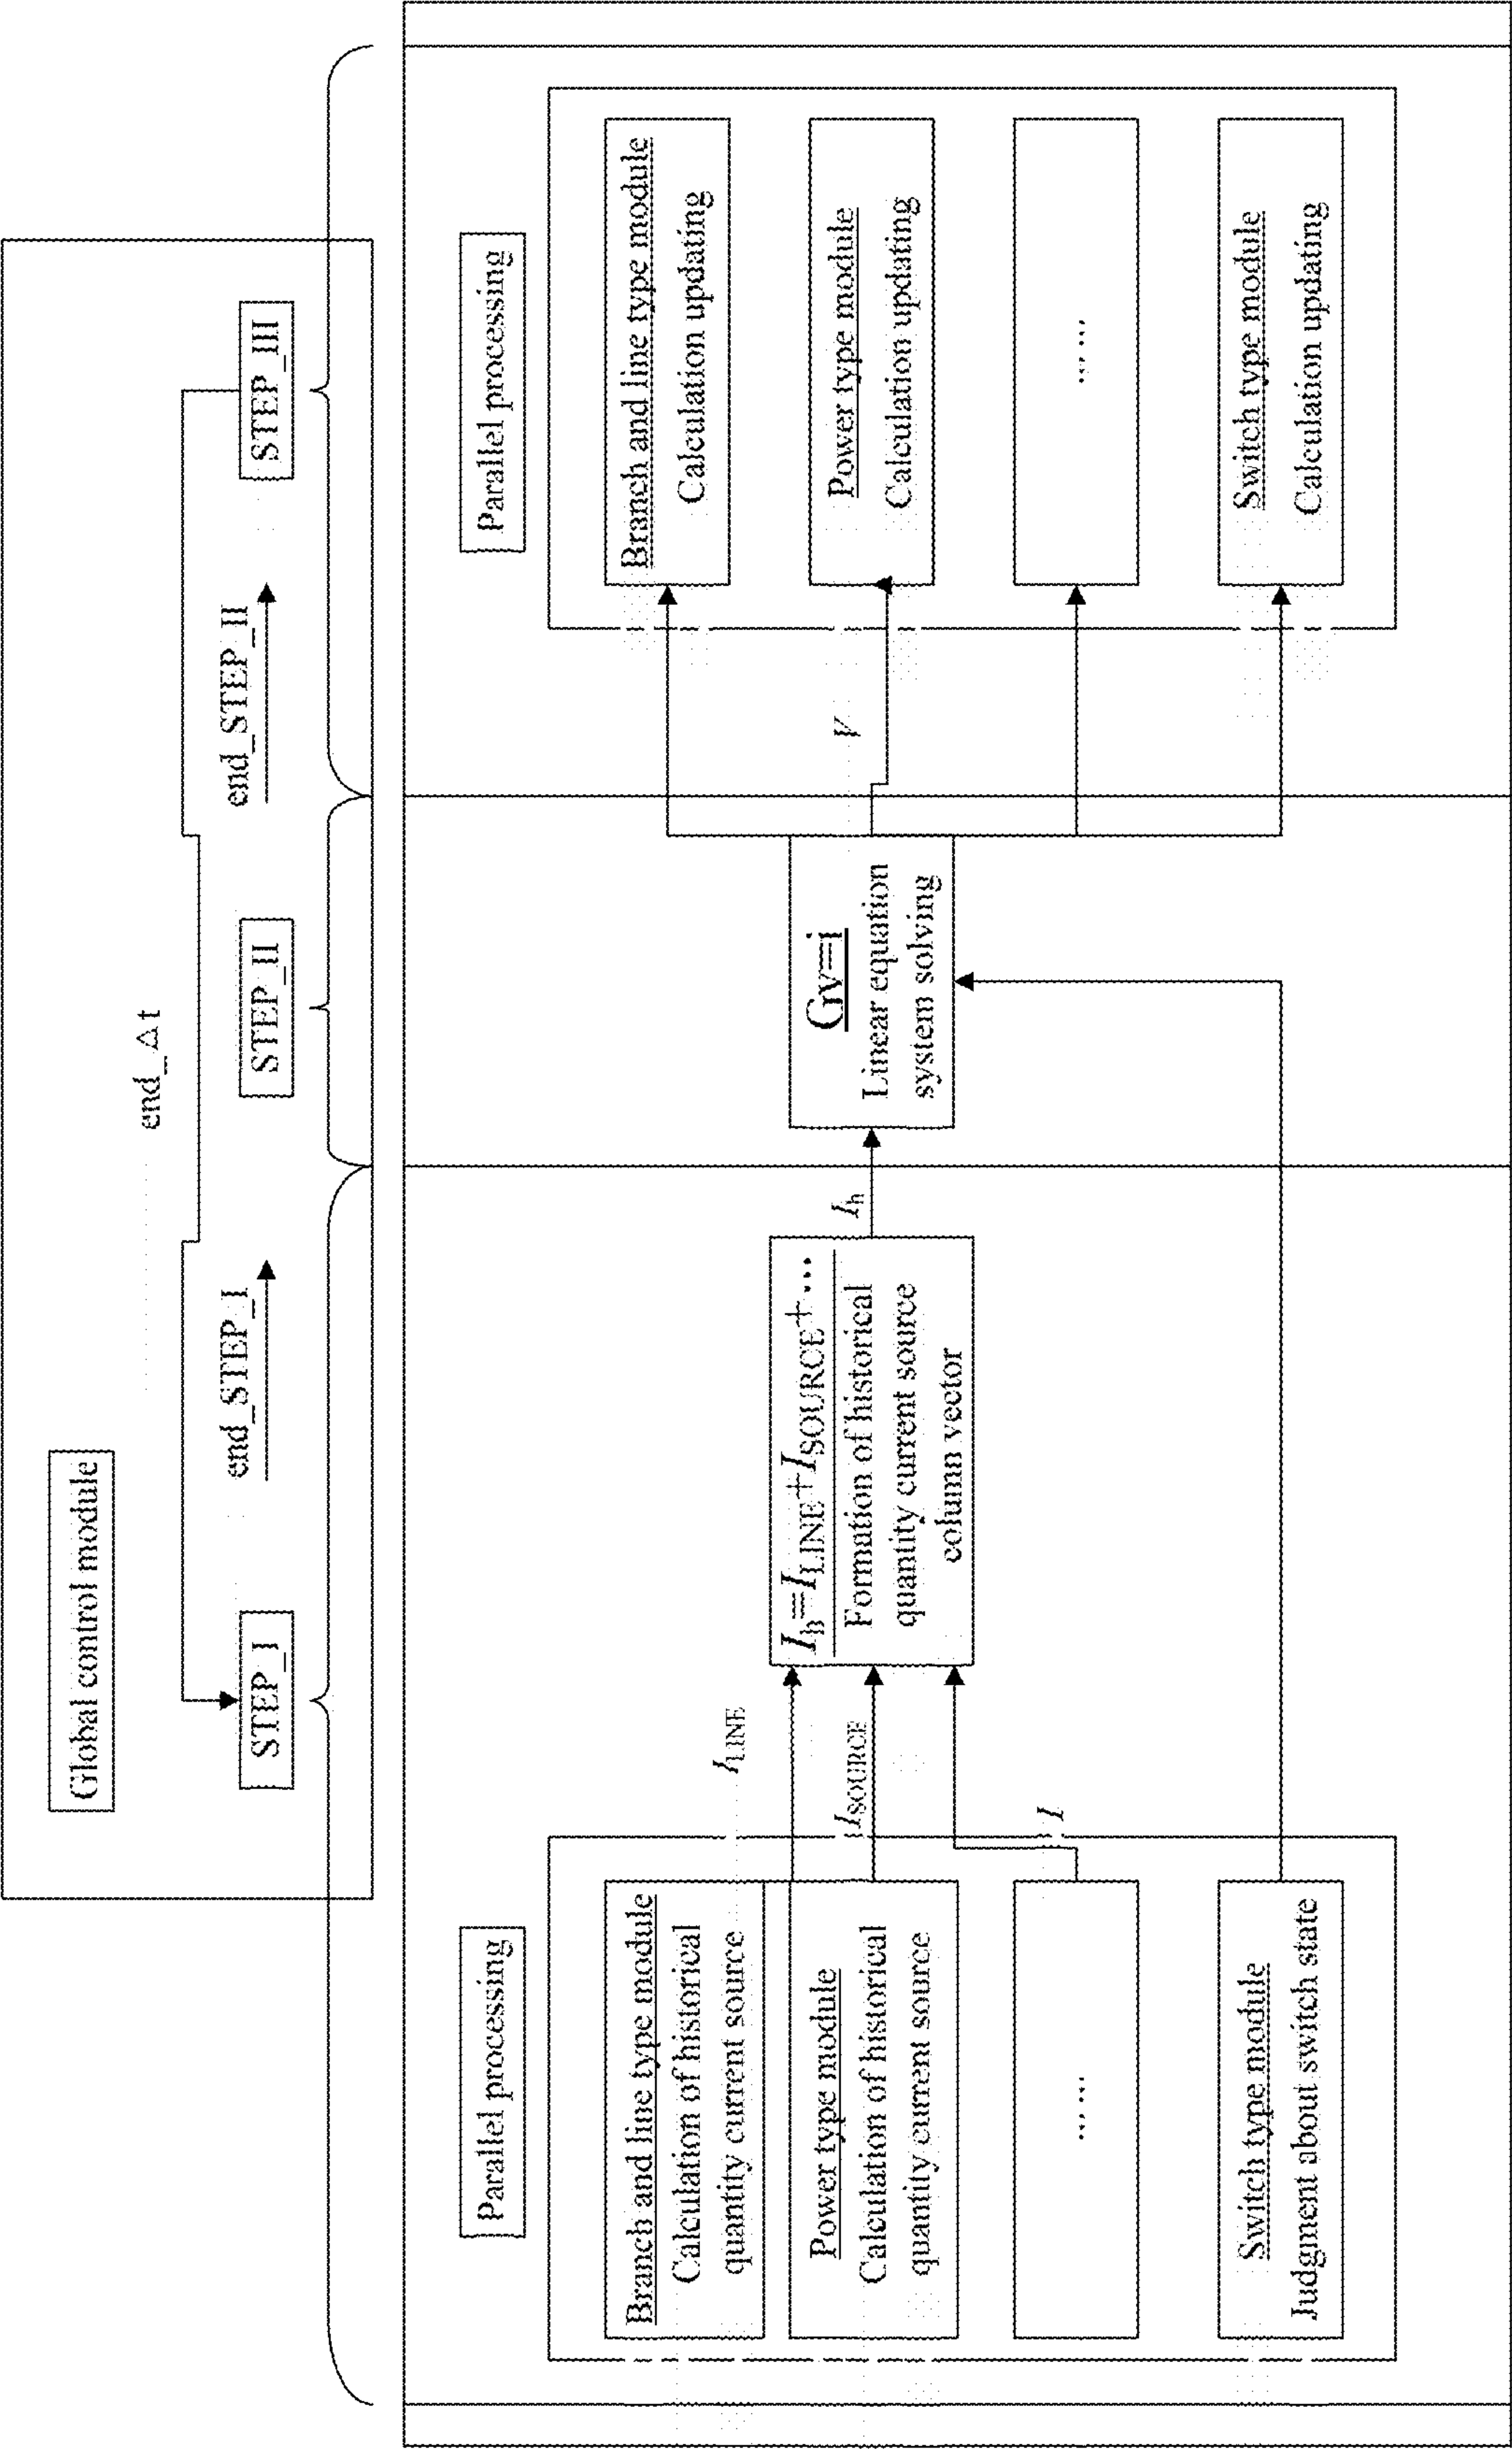 Global control module
end_Δt
STEP_I
end_STEP_I
STEP_II
end_STEP_II
STEP_III
Parallel processing
Branch and line type module
Calculation of historical
quantity current source
Power type module
Calculation of historical
quantity current source
……
Switch type module
Judgment about switch state
I_LINE
I_SOURCE
I
I_h=I_LINE+I_SOURCE+…
Formation of historical
quantity current source
column vector
I_h
Gv=i
Linear equation
system solving
V
Parallel processing
Branch and line type module
Calculation updating
Power type module
Calculation updating
……
Switch type module
Calculation updating